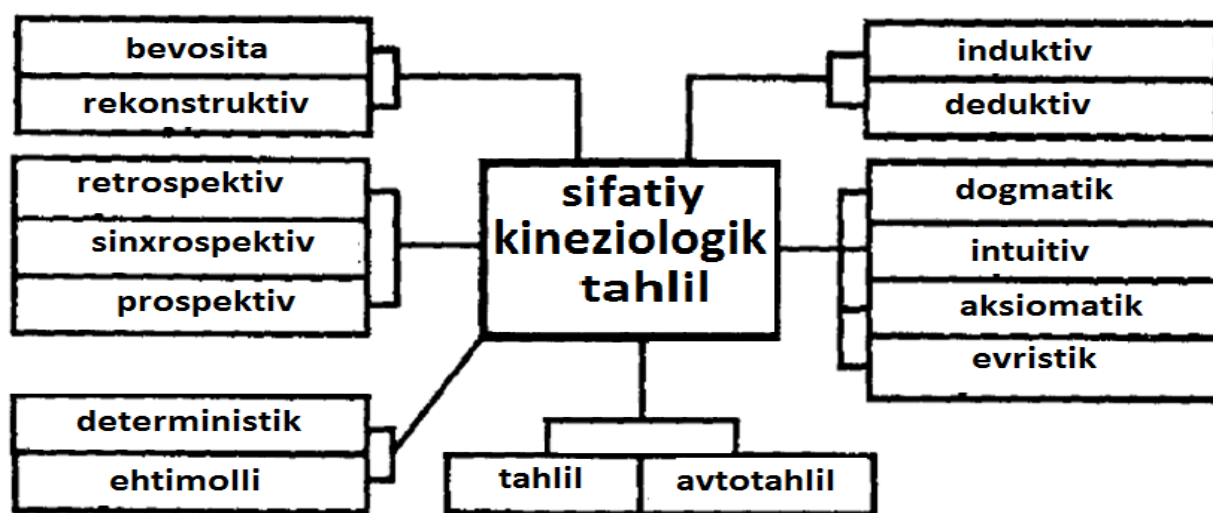 bevosita
rekonstruktiv
retrospektiv
sinxrospektiv
prospektiv
deterministik
ehtimolli
sifatiy
kineziologik
tahlil
tahlil
avtotahlil
induktiv
deduktiv
dogmatik
intuitiv
aksiomatik
evristik